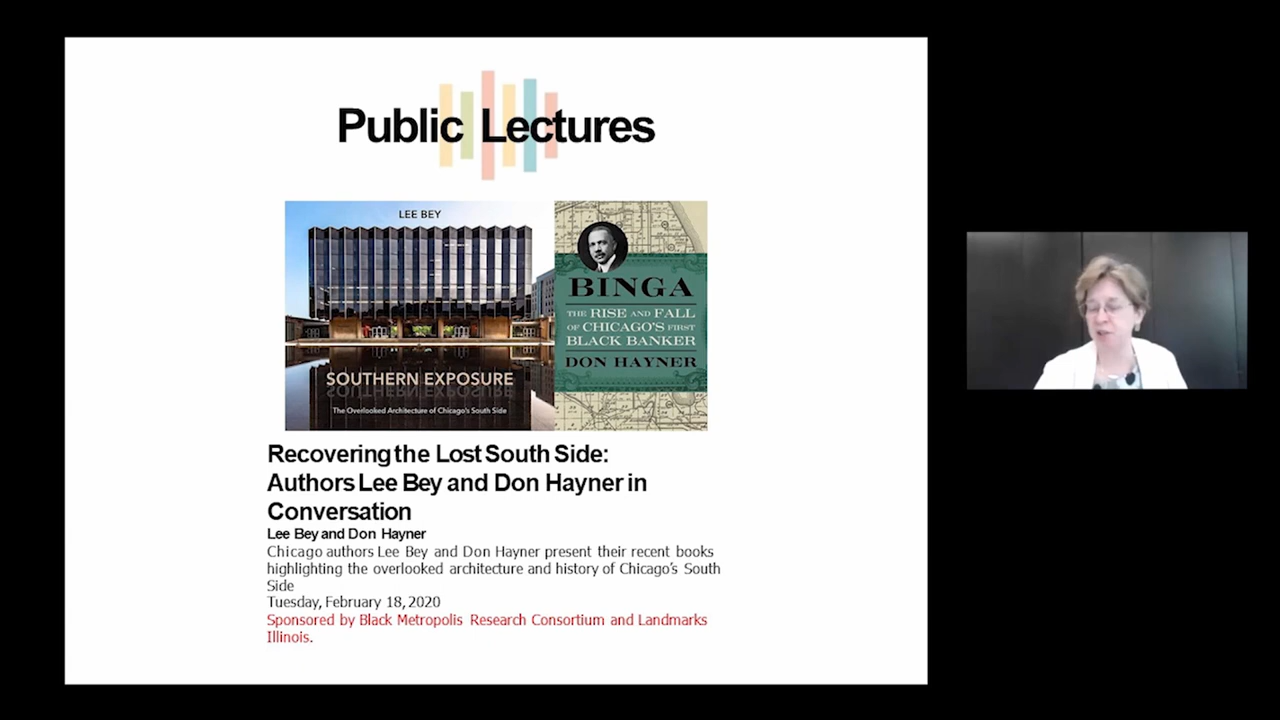 Public Lectures
LEE BEY
SOUTHERN EXPOSURE
The Overlooked Architecture of Chicago's South Side
BINGA
THE RISE AND FALL
OF CHICAGO'S FIRST
BLACK BANKER
DON HAYNER
Recovering the Lost South Side:
Authors Lee Bey and Don Hayner in
Conversation
Lee Bey and Don Hayner
Chicago authors Lee Bey and Don Hayner present their recent books
highlighting the overlooked architecture and history of Chicago's South
Side
Tuesday, February 18, 2020
Sponsored by Black Metropolis Research Consortium and Landmarks
Illinois.